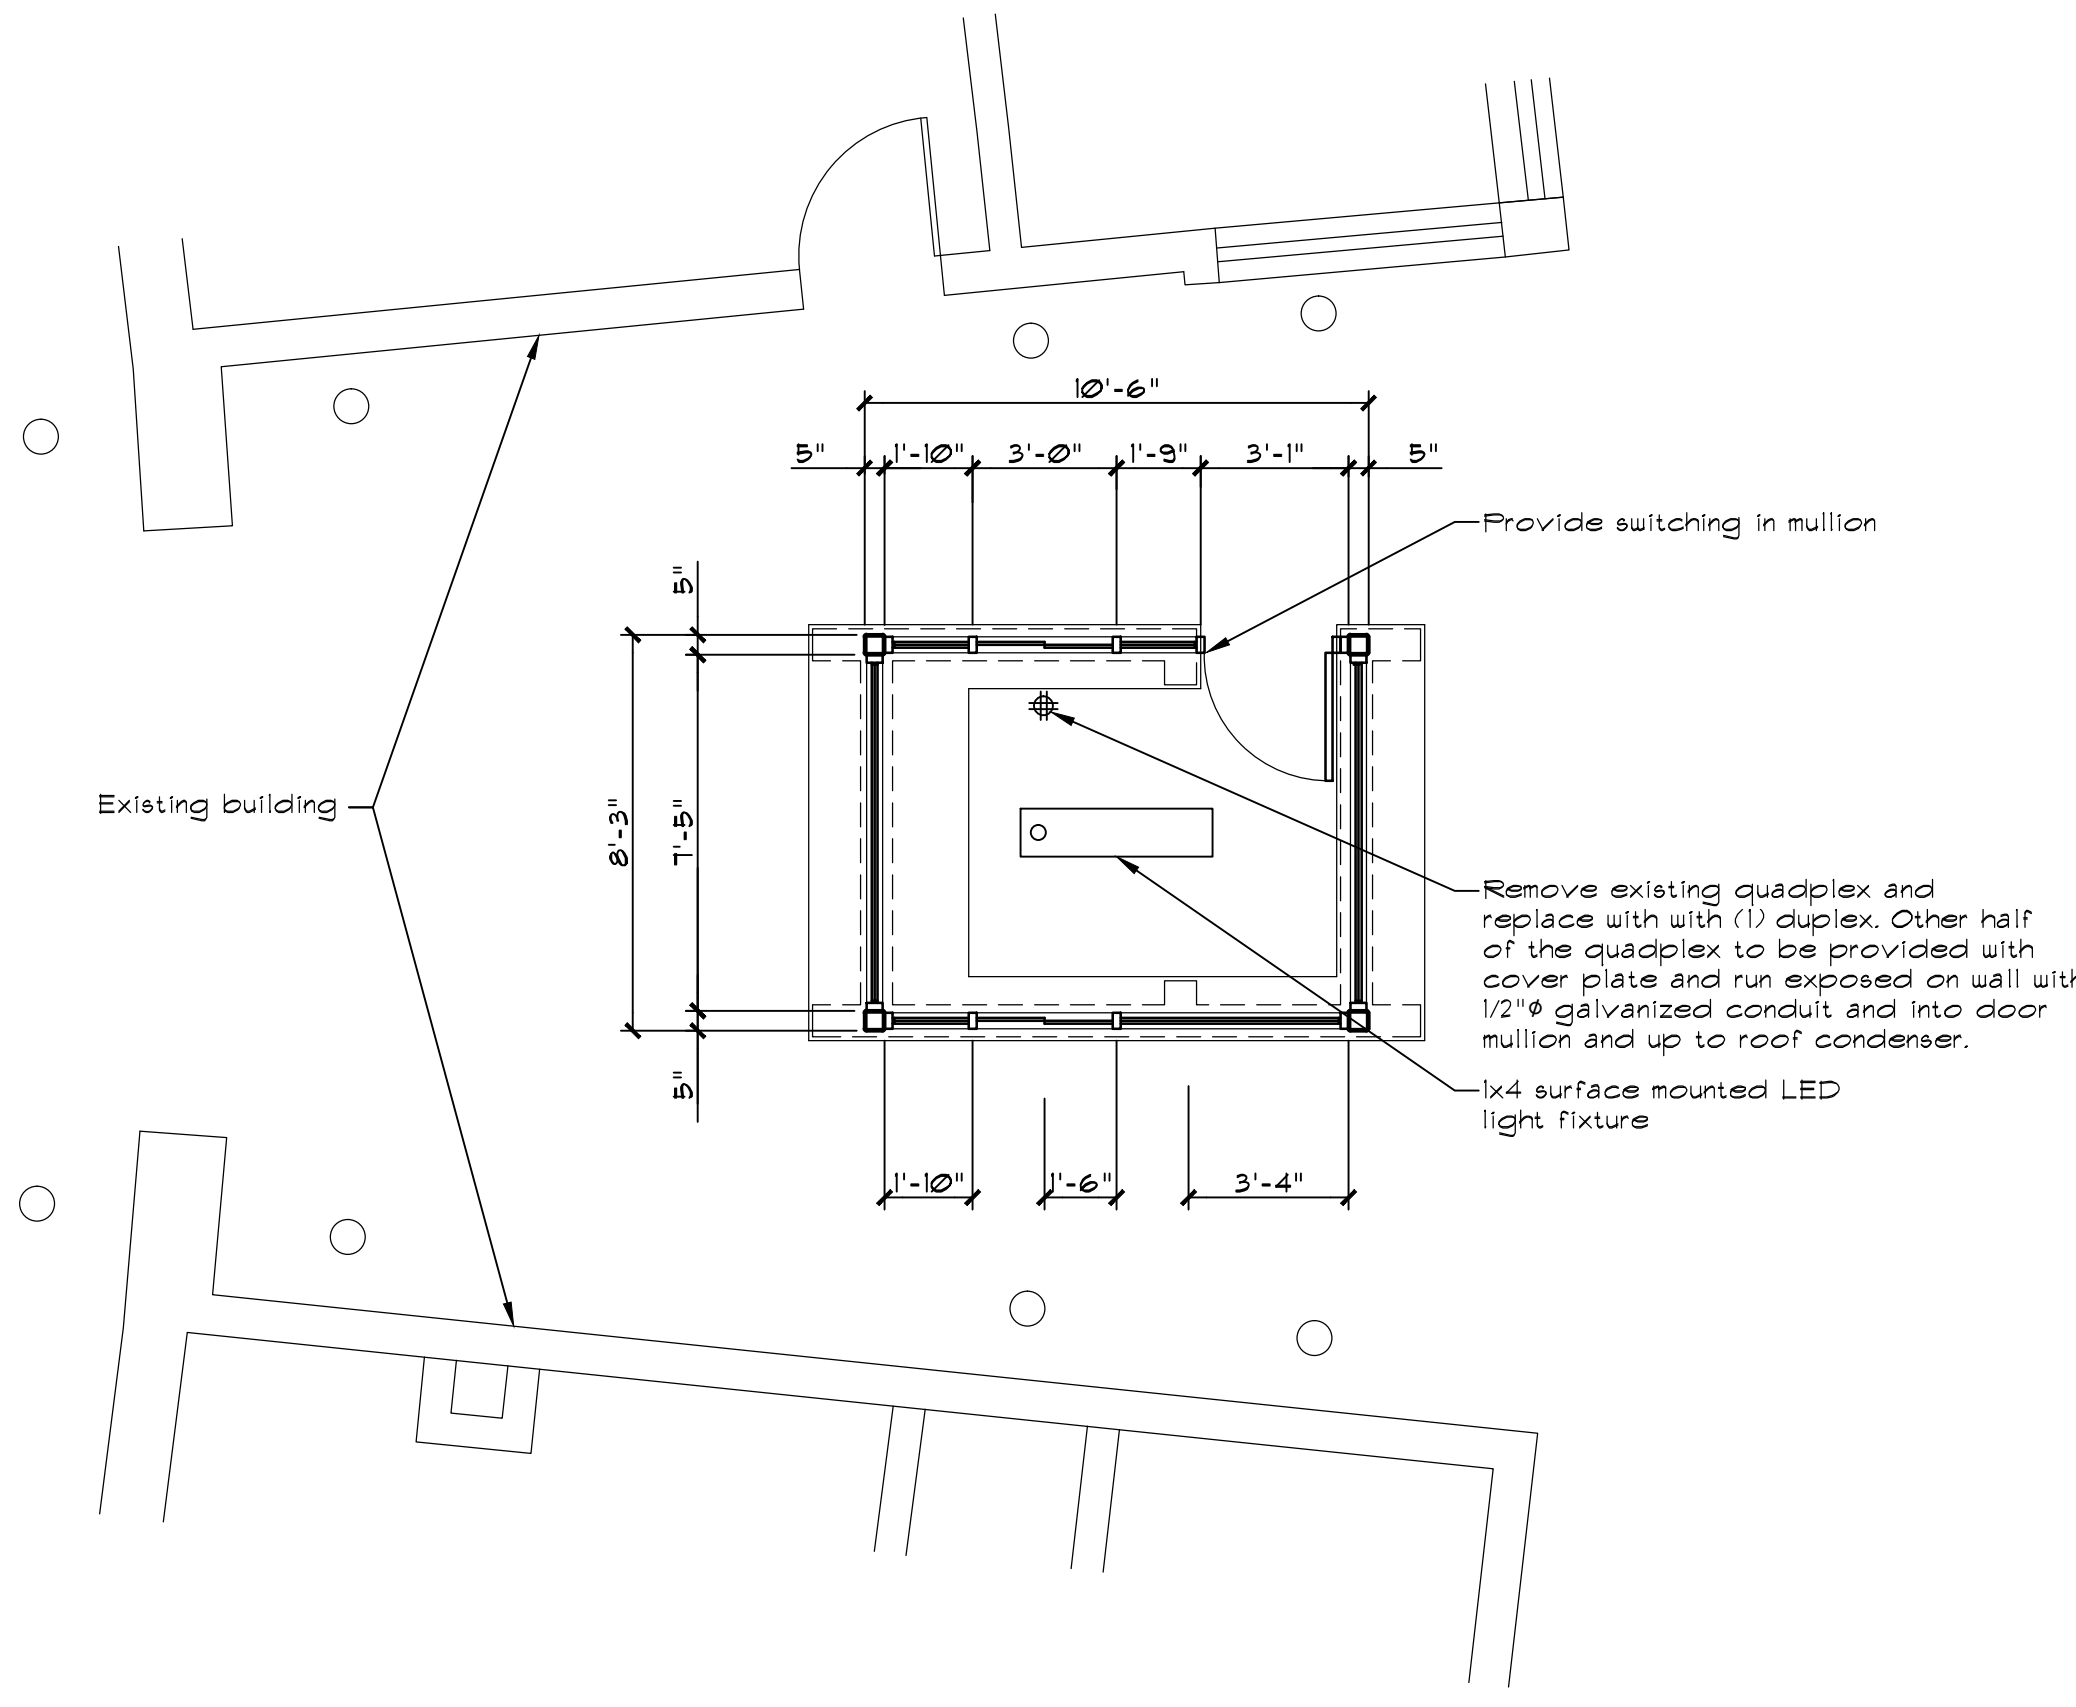 10'-6"
5" 1'-10" 3'-0" 1'-9" 3'-1" 5"
Provide switching in mullion
5"
Existing building
8'-3"
7'-5"
Remove existing quadplex and
replace with with (1) duplex. Other half
of the quadplex to be provided with
cover plate and run exposed on wall with
1/2"Ø galvanized conduit and into door
mullion and up to roof condenser.
5"
1x4 surface mounted LED
light fixture
1'-10" 1'-6" 3'-4"